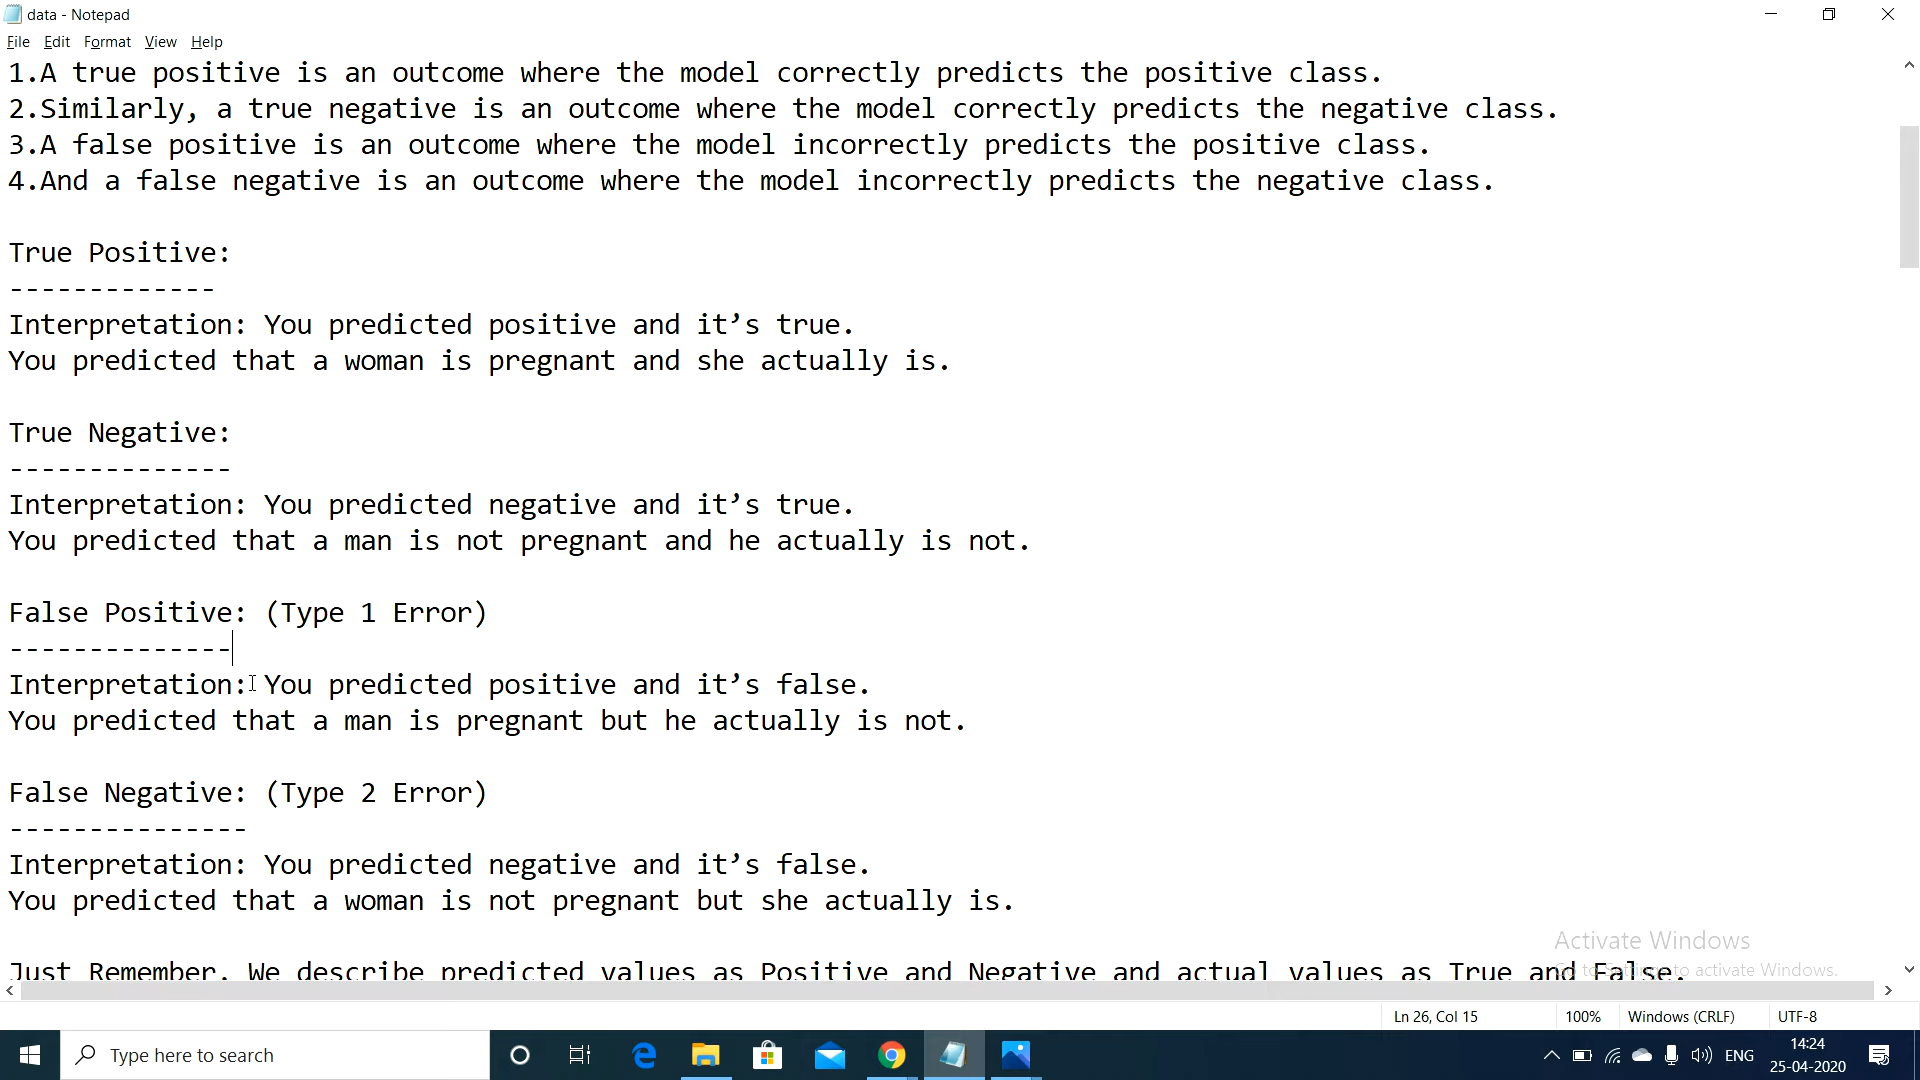 data - Notepad
File Edit Format View Help
1.A true positive is an outcome where the model correctly predicts the positive class.
2.Similarly, a true negative is an outcome where the model correctly predicts the negative class.
3.A false positive is an outcome where the model incorrectly predicts the positive class.
4.And a false negative is an outcome where the model incorrectly predicts the negative class.
True Positive:
-------------
Interpretation: You predicted positive and it’s true.
You predicted that a woman is pregnant and she actually is.
True Negative:
--------------
Interpretation: You predicted negative and it’s true.
You predicted that a man is not pregnant and he actually is not.
False Positive: (Type 1 Error)
--------------
Interpretation: You predicted positive and it’s false.
You predicted that a man is pregnant but he actually is not.
False Negative: (Type 2 Error)
---------------
Interpretation: You predicted negative and it’s false.
You predicted that a woman is not pregnant but she actually is.
Activate Windows
Go to Settings to activate Windows.
Just Remember, We describe predicted values as Positive and Negative and actual values as True and False.
Ln 26, Col 15 100% Windows (CRLF) UTF-8
Type here to search
ENG
14:24
25-04-2020